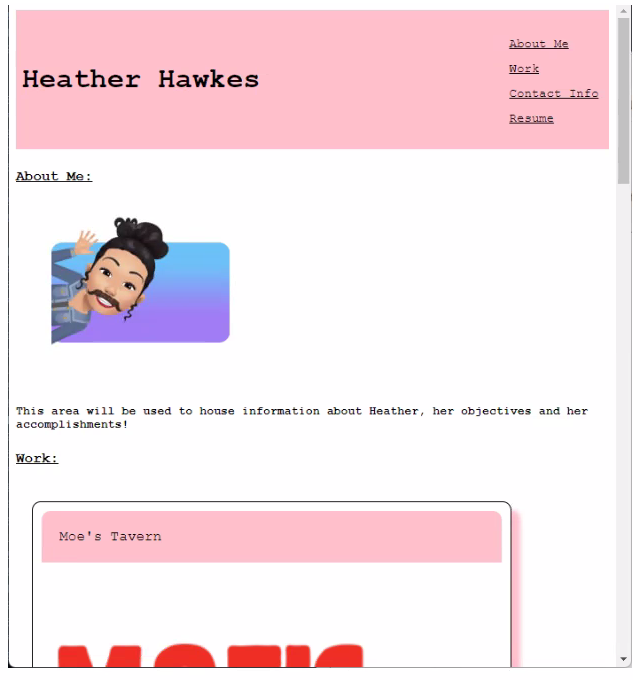 Heather Hawkes
About Me
Work
Contact Info
Resume
About Me:
This area will be used to house information about Heather, her objectives and her
accomplishments!
Work:
Moe's Tavern